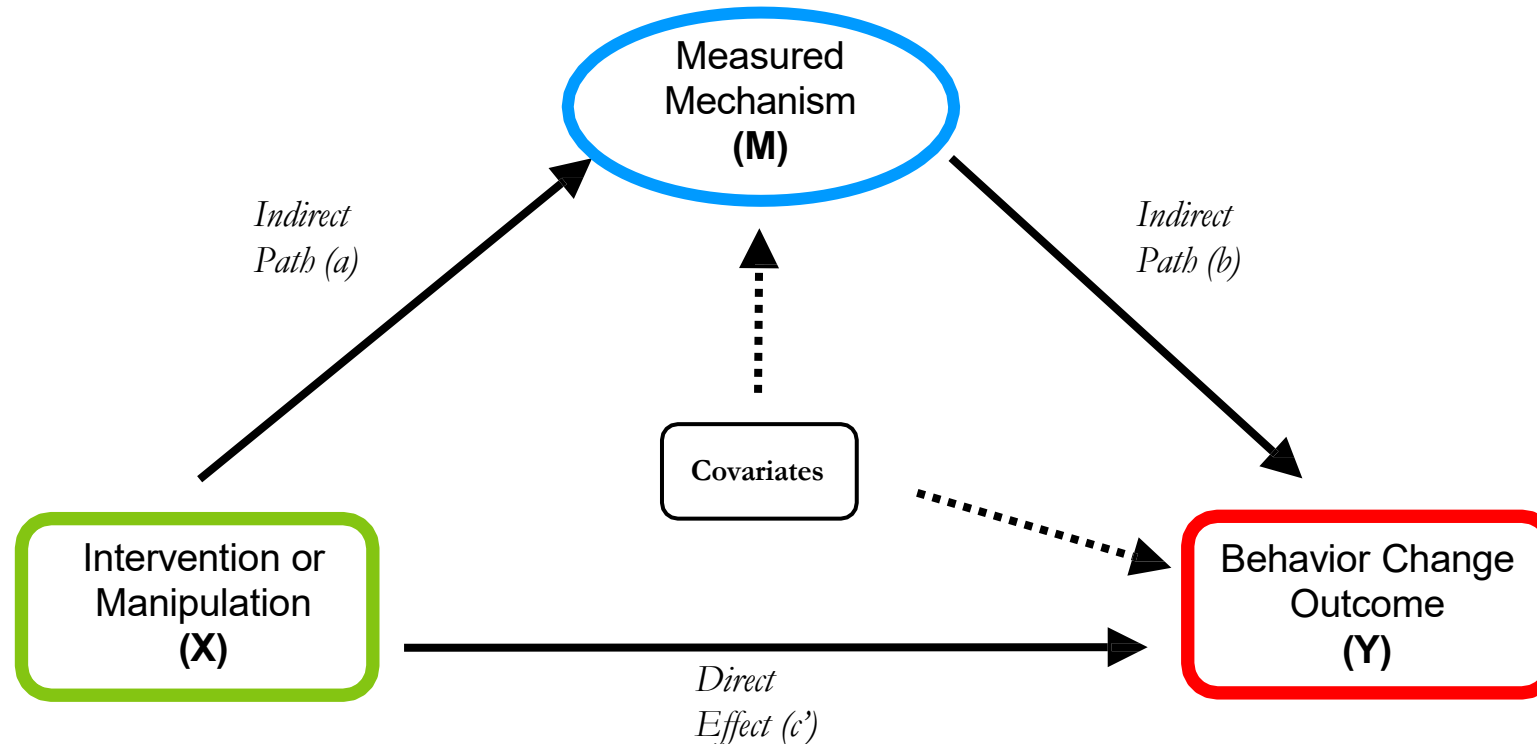 Measured
Mechanism
(M)
Indirect
Path (a)
Indirect
Path (b)
Covariates
Intervention or
Manipulation
(X)
Behavior Change
Outcome
(Y)
Direct
Effect (c’)